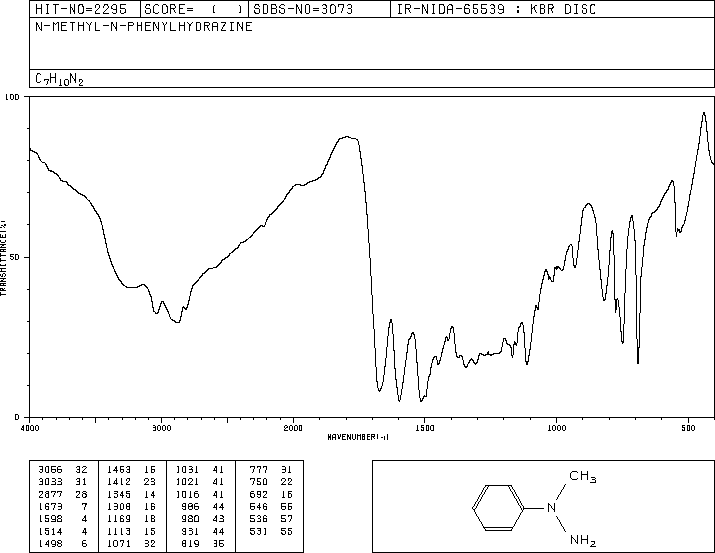 HIT-NO=2295 SCORE= ( ) SDBS-NO=3073 IR-NIDA-65539 : KBR DISC
N-METHYL-N-PHENYLHYDRAZINE
C7H10N2
100
50
0
TRANSMITTANCE(%)
4000 3000 2000 1500 1000 500
WAVENUMBER(-1)
3066 32 1453 16 1031 41 777 31
3033 31 1412 23 1021 41 750 22
2877 28 1345 14 1016 41 692 16
1673 7 1308 16 986 44 546 55
1598 4 1169 18 980 43 536 57
1514 4 1113 15 931 44 531 55
1498 6 1071 32 819 35
CH3
N
NH2